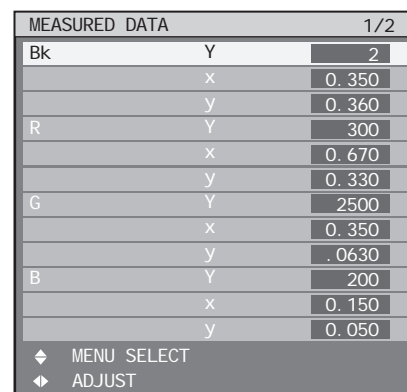 MEASURED DATA 1/2
Bk Y 2
x 0. 350
y 0. 360
R Y 300
x 0. 670
y 0. 330
G Y 2500
x 0. 350
y . 0630
B Y 200
x 0. 150
y 0. 050
MENU SELECT
ADJUST